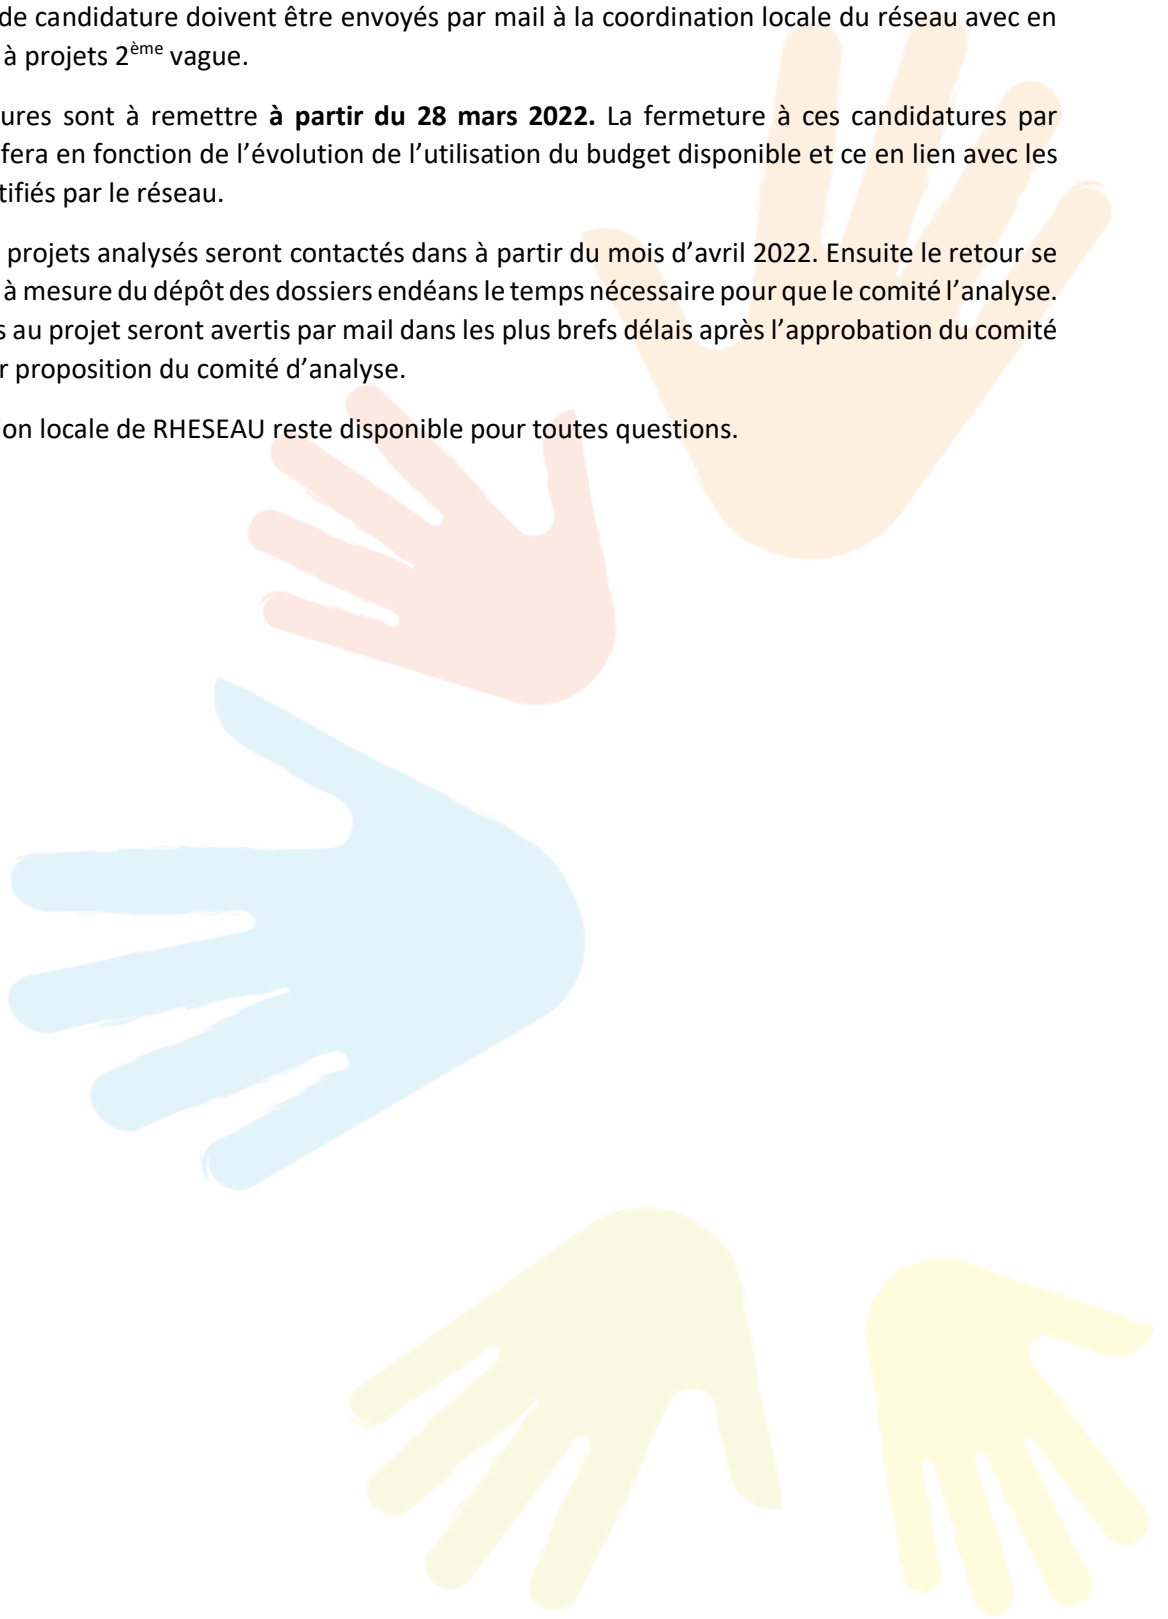 de candidature doivent être envoyés par mail à la coordination locale du réseau avec en
à projets 2ème vague.
ures sont à remettre à partir du 28 mars 2022. La fermeture à ces candidatures par
fera en fonction de l’évolution de l’utilisation du budget disponible et ce en lien avec les
tifiés par le réseau.
projets analysés seront contactés dans à partir du mois d’avril 2022. Ensuite le retour se
à mesure du dépôt des dossiers endéans le temps nécessaire pour que le comité l’analyse.
s au projet seront avertis par mail dans les plus brefs délais après l’approbation du comité
r proposition du comité d’analyse.
on locale de RHESEAU reste disponible pour toutes questions.